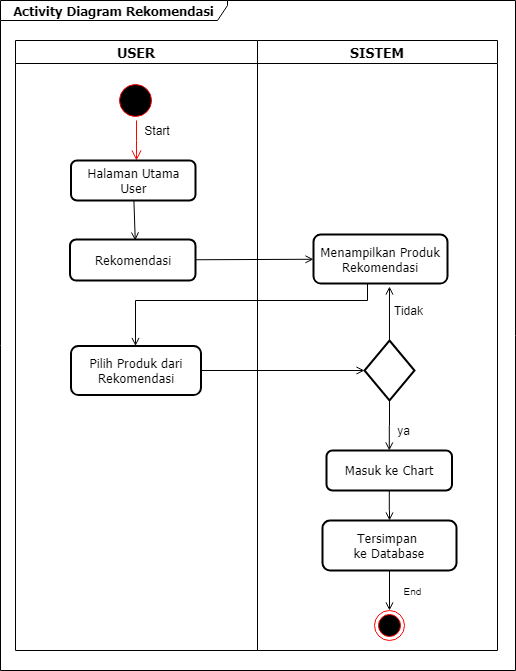 Activity Diagram Rekomendasi
USER
SISTEM
Start
Halaman Utama
User
Rekomendasi
Menampilkan Produk
Rekomendasi
Tidak
Pilih Produk dari
Rekomendasi
ya
Masuk ke Chart
Tersimpan
ke Database
End